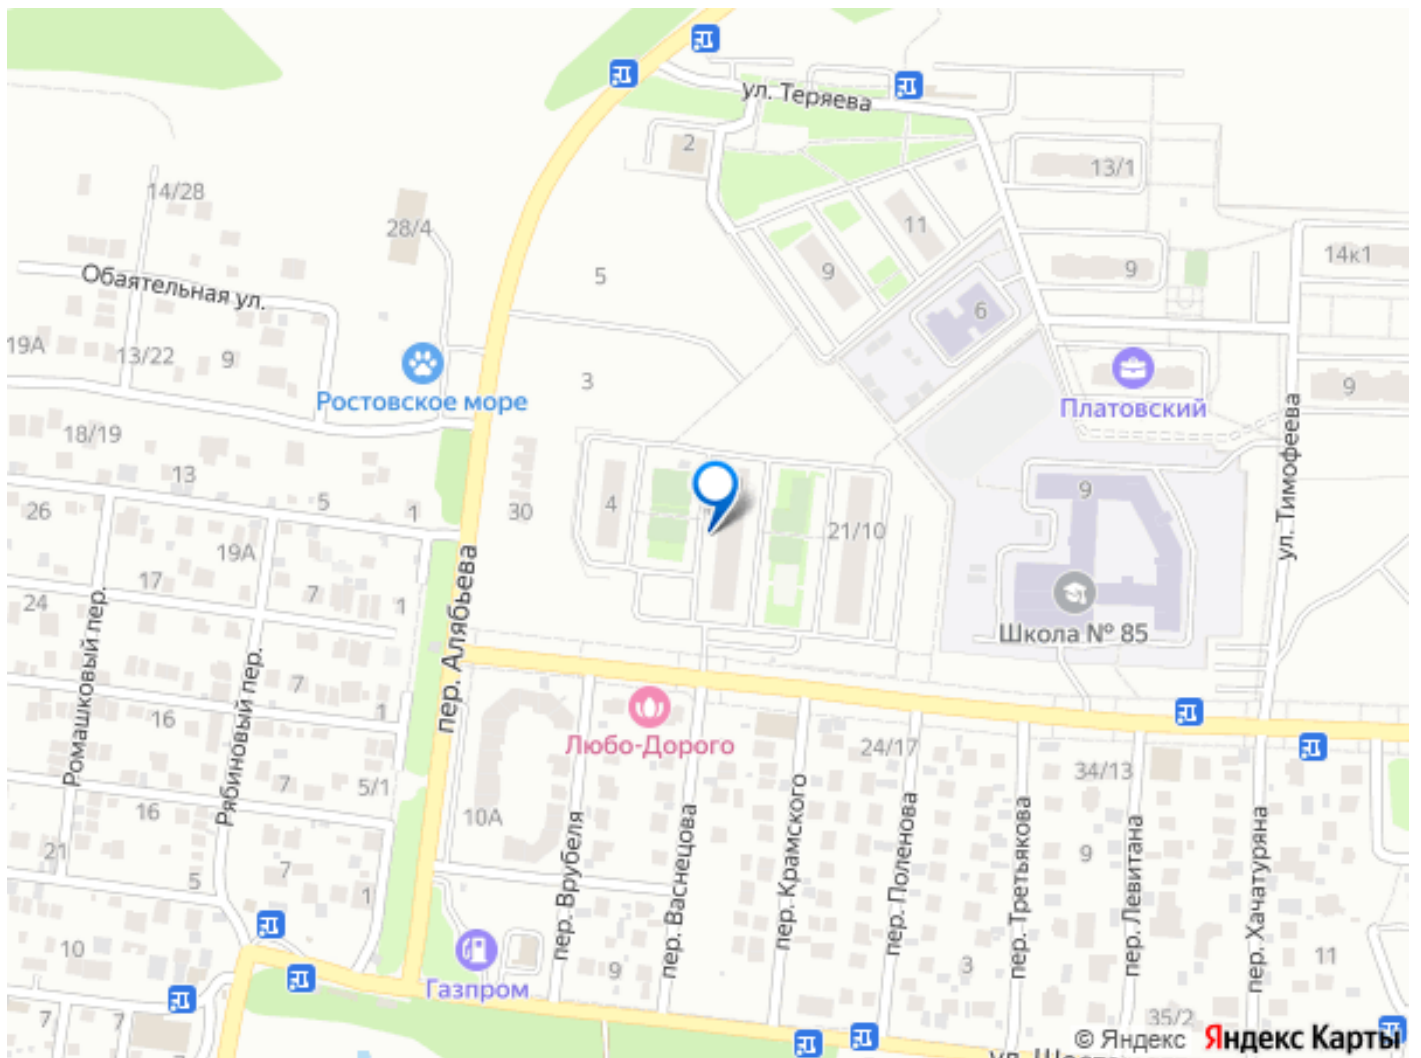 ул. Теряева
2
13/1
14/28
28/4
11
14к1
Обаятельная ул.
5
9
9
6
19А
13/22
9
3
Ростовское море
Платовский
9
18/19
13
5
1
26
30
4
21/10
9
ул. Тимофеева
19А
17
7
1
24
Школа № 85
пер. Алябьева
Ромашковый пер.
Рябиновый пер.
7
1
16
Любо-Дорого
24/17
34/13
7
5/1
16
10А
21
7
5
1
9
пер. Врубеля
пер. Васнецова
пер. Крамского
пер. Поленова
пер. Третьякова
пер. Левитана
пер. Хачатуряна
10
Газпром
9
3
11
7
7
35/2
© Яндекс Яндекс Карты